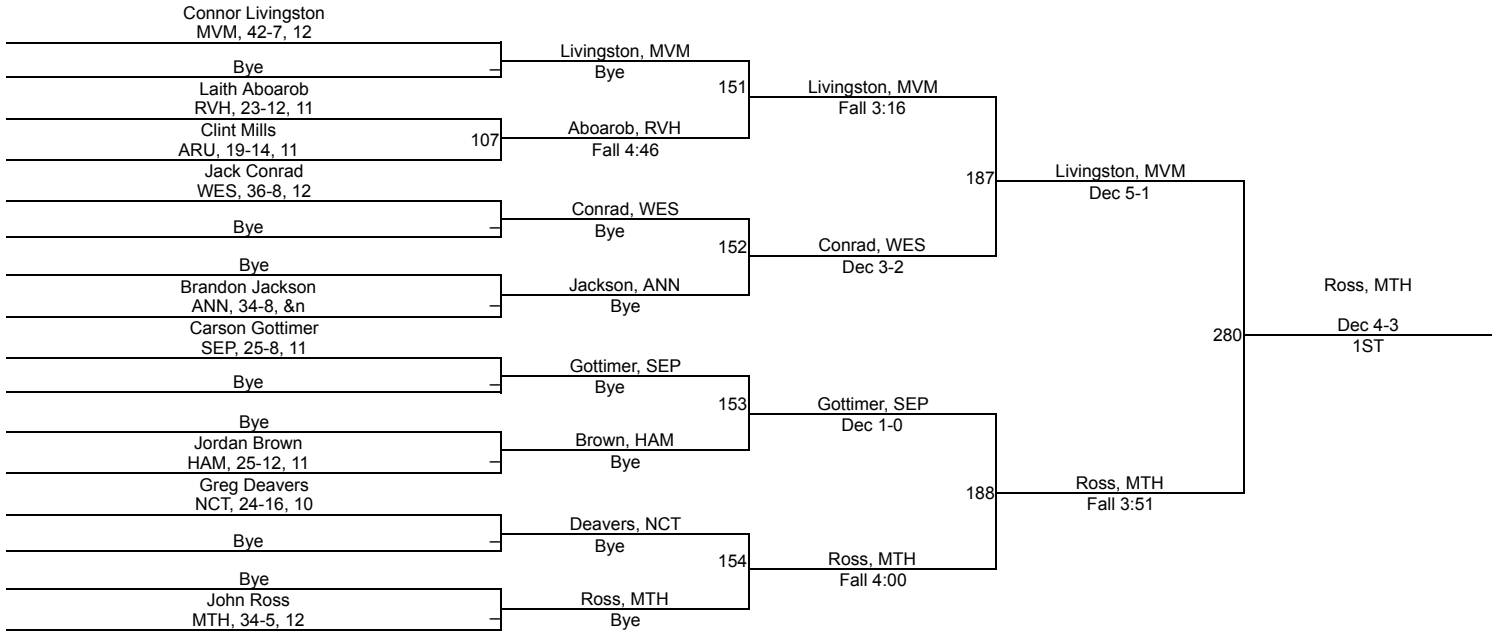 Connor Livingston
MVM, 42-7, 12
Bye
Laith Aboarob
RVH, 23-12, 11
Clint Mills
ARU, 19-14, 11
Jack Conrad
WES, 36-8, 12
Bye
Bye
Brandon Jackson
ANN, 34-8, &n
Carson Gottimer
SEP, 25-8, 11
Bye
Bye
Jordan Brown
HAM, 25-12, 11
Greg Deavers
NCT, 24-16, 10
Bye
Bye
John Ross
MTH, 34-5, 12
107
Livingston, MVM
Bye
Aboarob, RVH
Fall 4:46
Conrad, WES
Bye
Jackson, ANN
Bye
Gottimer, SEP
Bye
Brown, HAM
Bye
Deavers, NCT
Bye
Ross, MTH
Bye
151
152
153
154
Livingston, MVM
Fall 3:16
Conrad, WES
Dec 3-2
Gottimer, SEP
Dec 1-0
Ross, MTH
Fall 4:00
187
188
Livingston, MVM
Dec 5-1
Ross, MTH
Fall 3:51
280
Ross, MTH
Dec 4-3
1ST